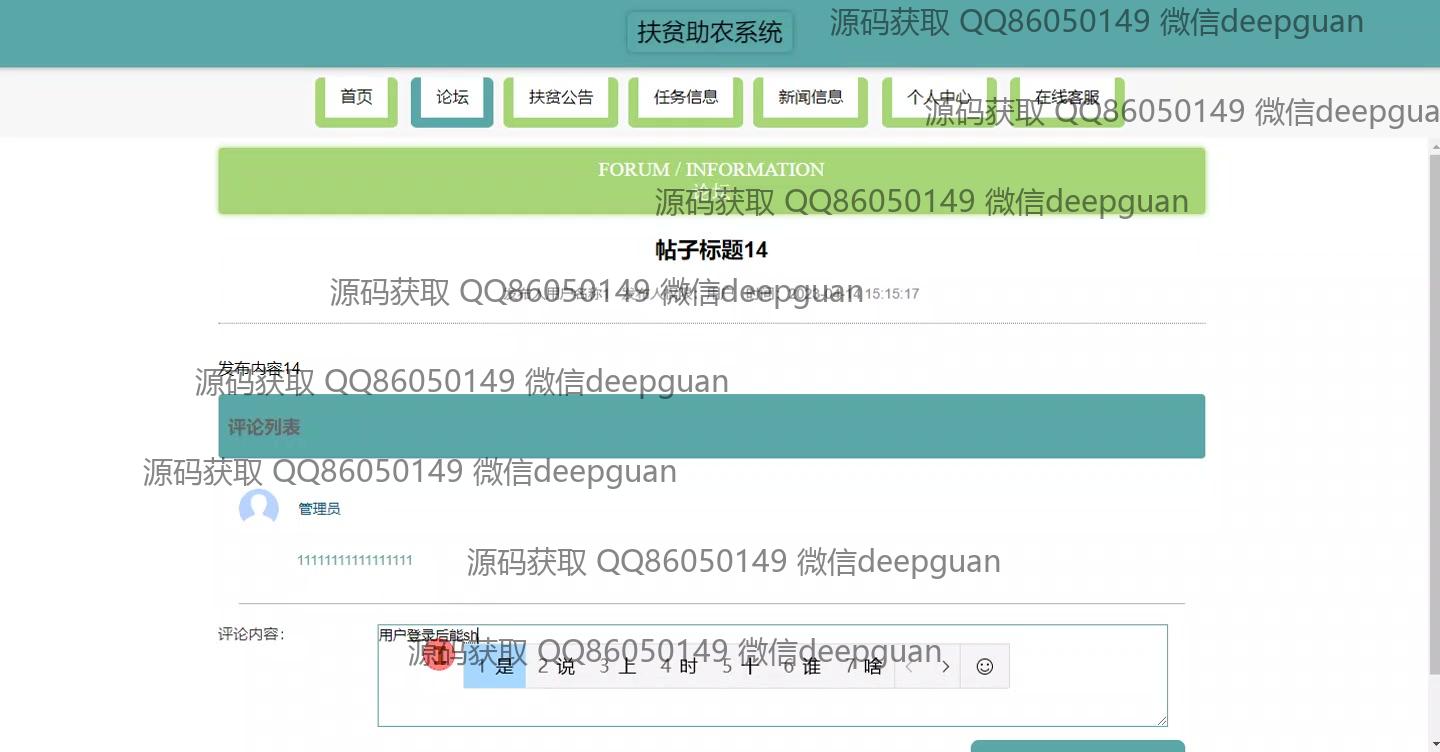 扶贫助农系统
源码获取 QQ86050149 微信deepguan
首页
论坛
扶贫公告
任务信息
新闻信息
个人中心
在线客服
源码获取 QQ86050149 微信deepgua
FORUM / INFORMATION
论坛
源码获取 QQ86050149 微信deepguan
帖子标题14
源码获取 QQ86050149 微信deepguan
15:15:17
发布内容14
源码获取 QQ86050149 微信deepguan
评论列表
源码获取 QQ86050149 微信deepguan
管理员
11111111111111111
源码获取 QQ86050149 微信deepguan
评论内容：
用户登录后能sh
源码获取 QQ86050149 微信deepguan
1 是 2 说 3 上 4 时 5 十 6 谁 7 啥